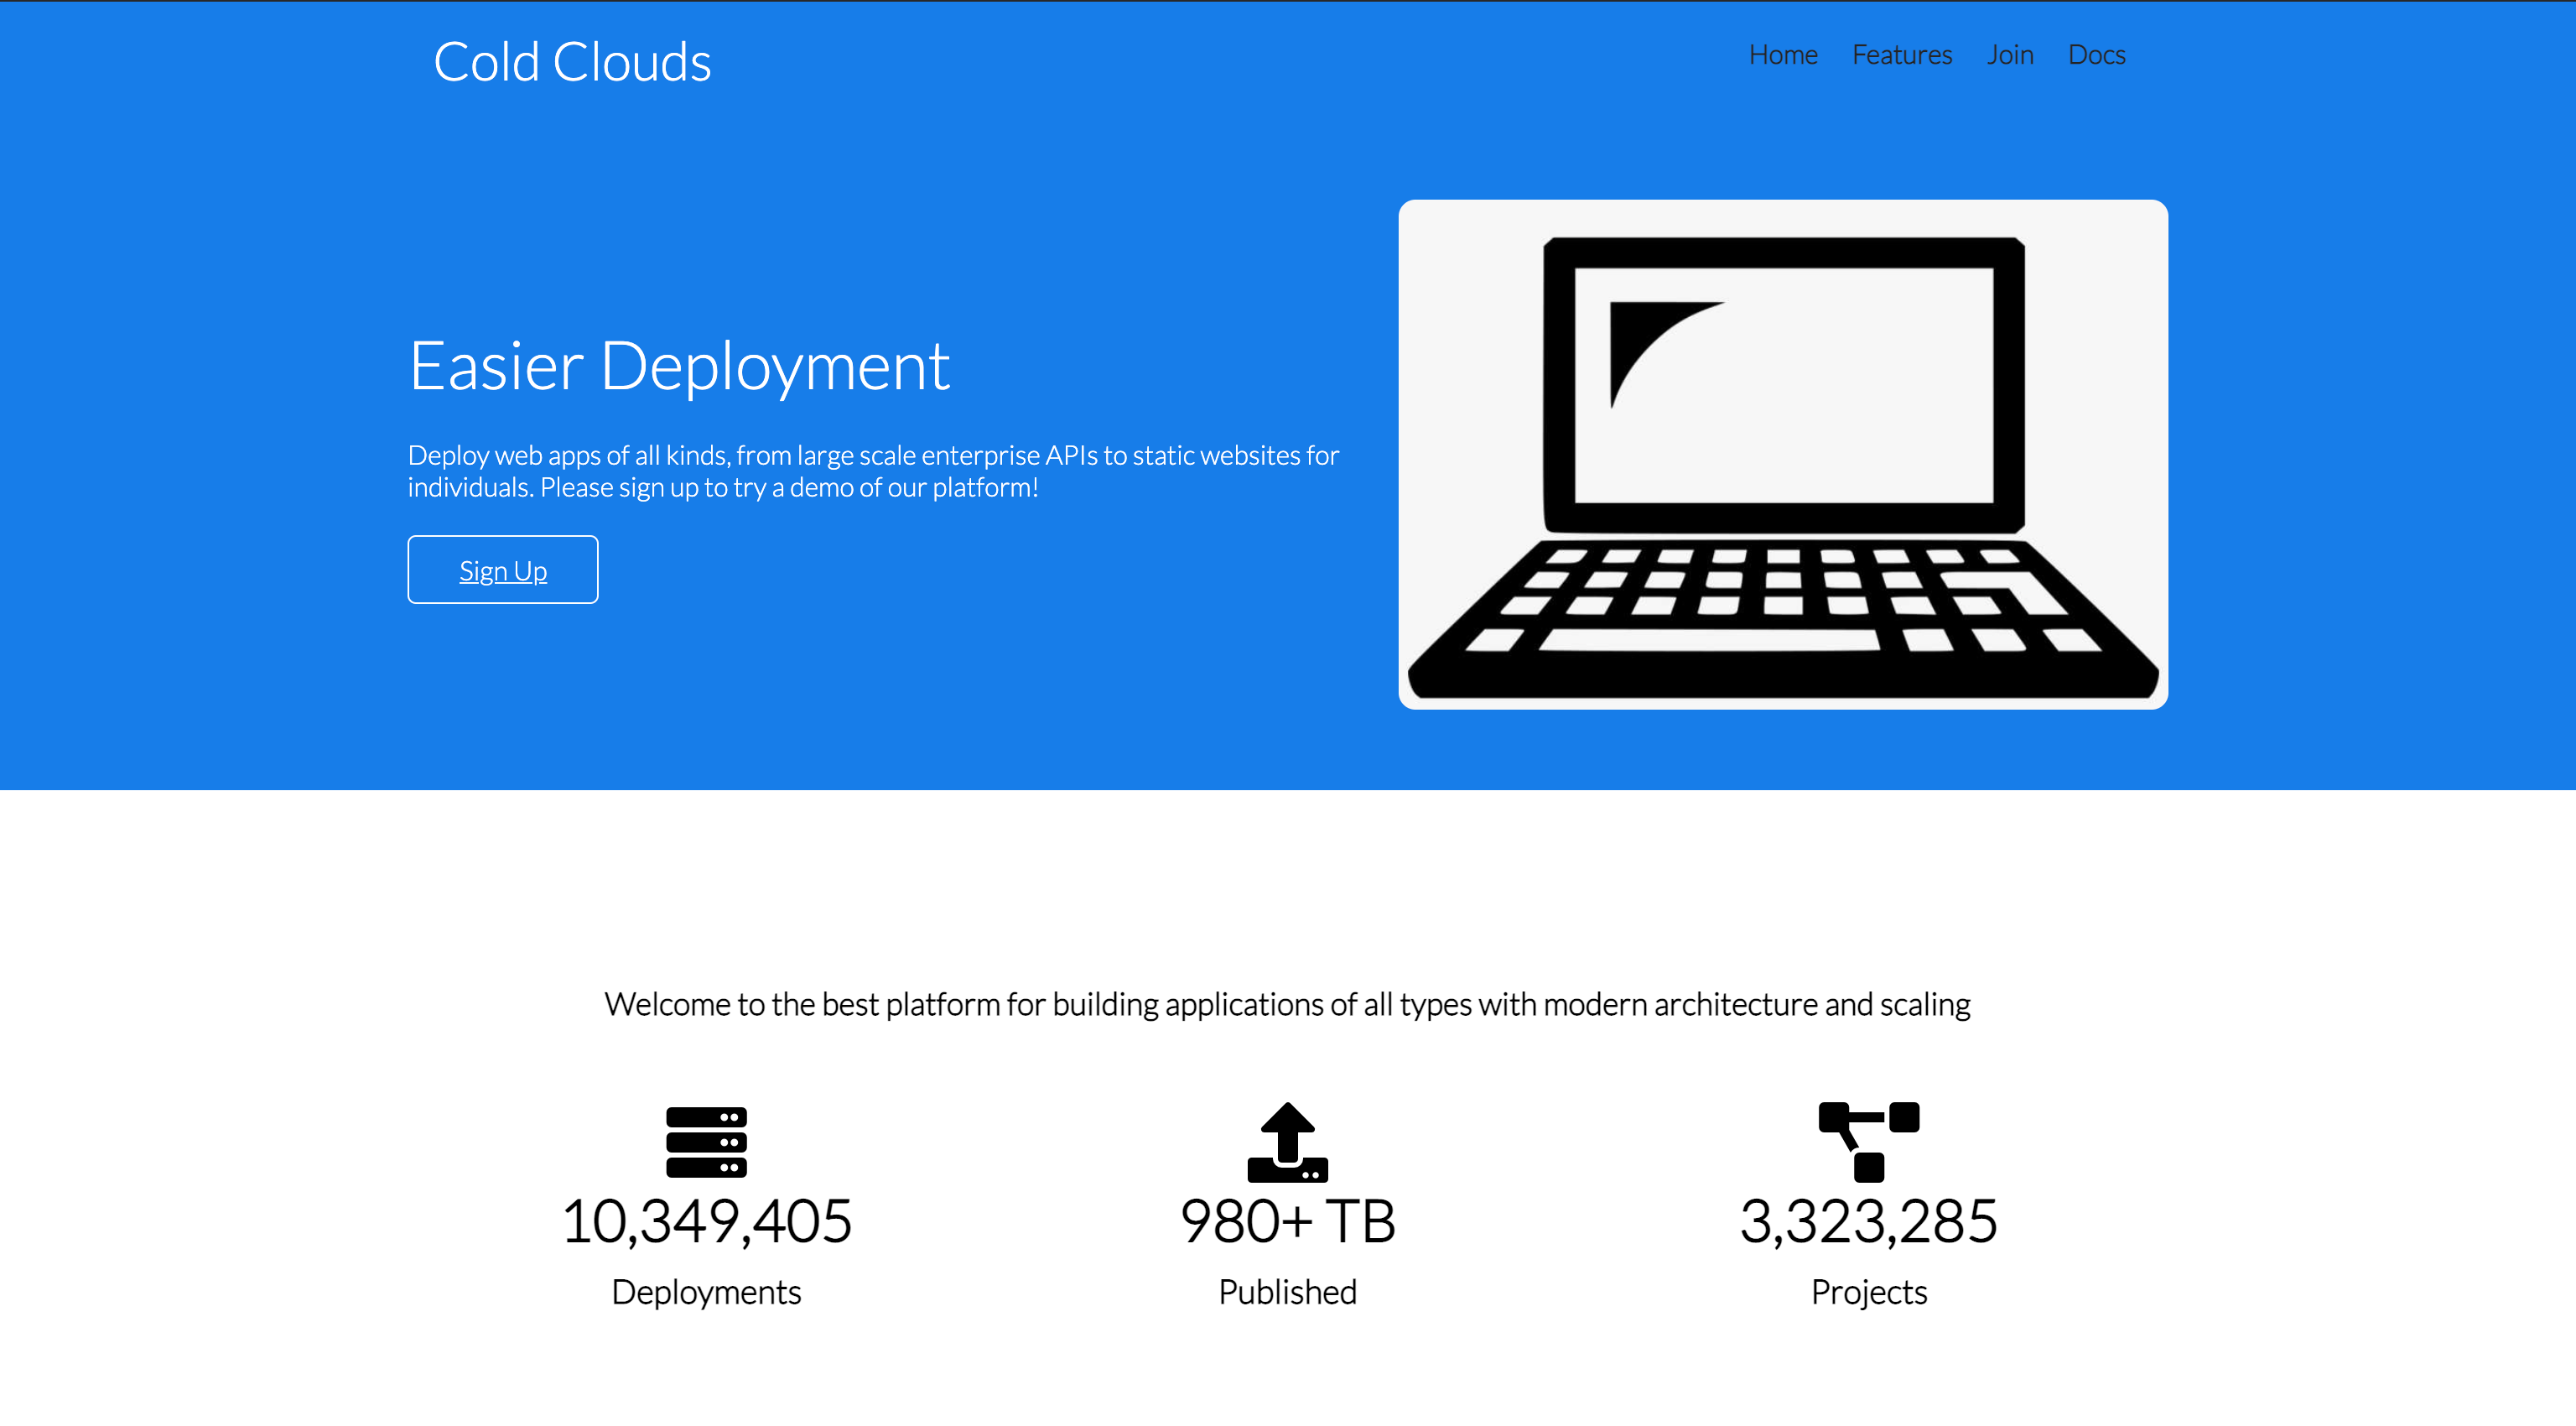 Cold Clouds
Home Features Join Docs
Easier Deployment
Deploy web apps of all kinds, from large scale enterprise APIs to static websites for
individuals. Please sign up to try a demo of our platform!
Sign Up
Welcome to the best platform for building applications of all types with modern architecture and scaling
10,349,405
Deployments
980+ TB
Published
3,323,285
Projects